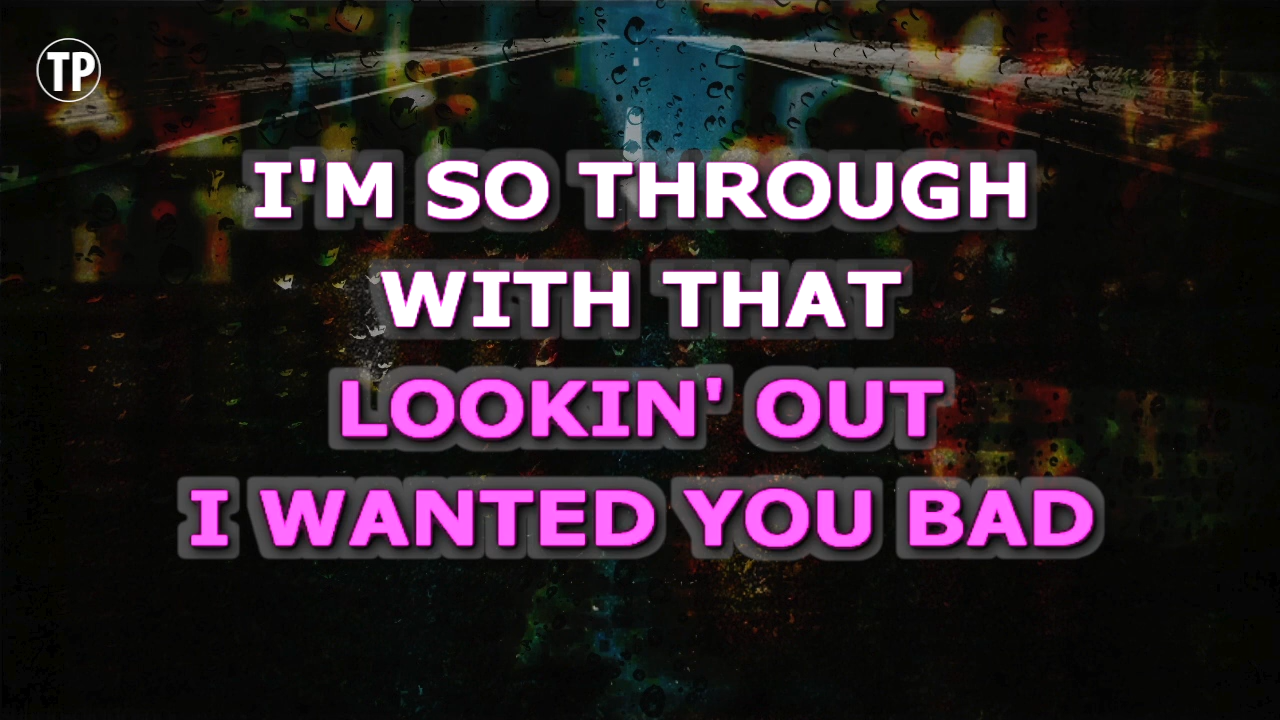 TP
I'M SO THROUGH
WITH THAT
LOOKIN' OUT
I WANTED YOU BAD